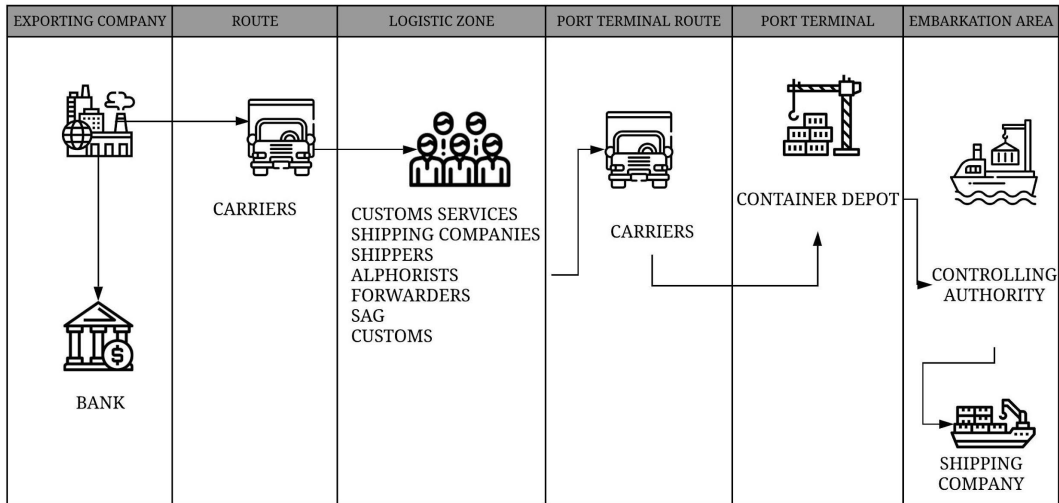 EXPORTING COMPANY
ROUTE
LOGISTIC ZONE
PORT TERMINAL ROUTE
PORT TERMINAL
EMBARKATION AREA
CARRIERS
CUSTOMS SERVICES
SHIPPING COMPANIES
SHIPPERS
ALPHORISTS
FORWARDERS
SAG
CUSTOMS
CARRIERS
CONTAINER DEPOT
CONTROLLING
AUTHORITY
$
BANK
SHIPPING
COMPANY